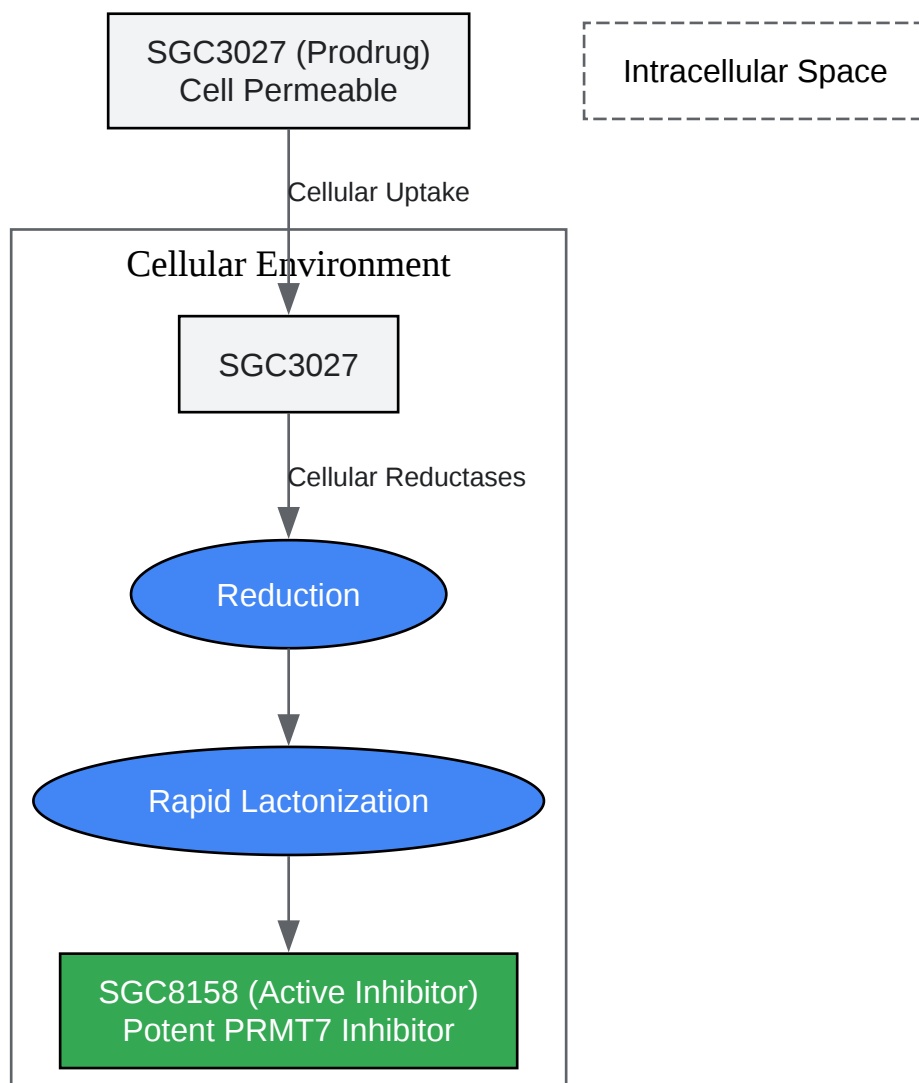 SGC3027 (Prodrug)
Cell Permeable
Intracellular Space
Cellular Uptake
Cellular Environment
SGC3027
Cellular Reductases
Reduction
Rapid Lactonization
SGC8158 (Active Inhibitor)
Potent PRMT7 Inhibitor